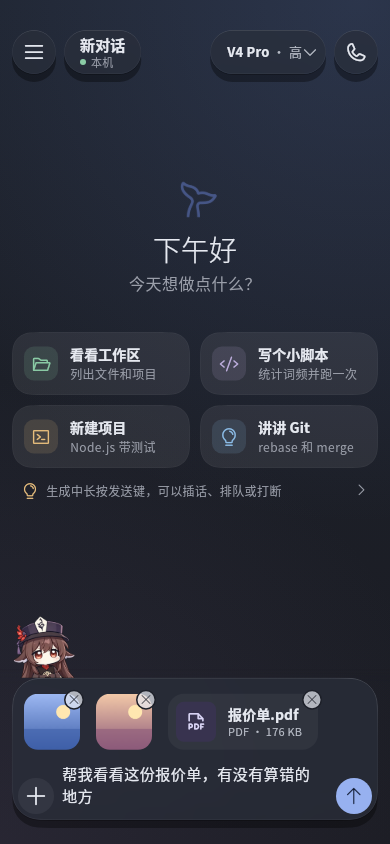 新对话
本机
V4 Pro · 高
下午好
今天想做点什么？
看看工作区
列出文件和项目
写个小脚本
统计词频并跑一次
新建项目
Node.js 带测试
讲讲 Git
rebase 和 merge
生成中长按发送键，可以插话、排队或打断
PDF
报价单.pdf
PDF · 176 KB
帮我看看这份报价单，有没有算错的
地方